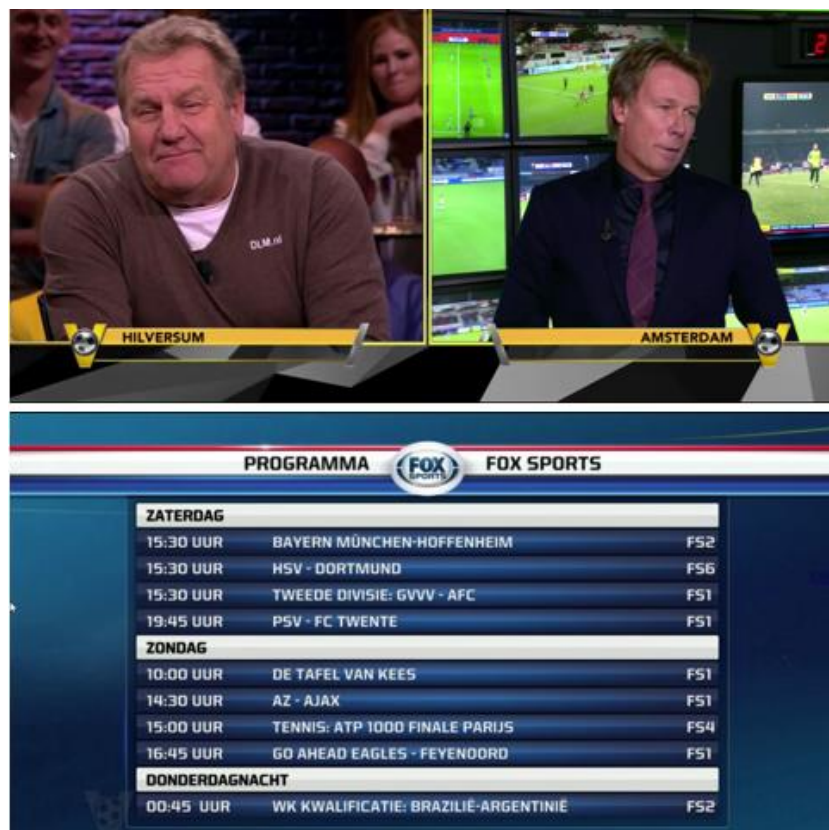 DLM.nl
HILVERSUM
AMSTERDAM
PROGRAMMA FOX SPORTS FOX SPORTS
ZATERDAG
15:30 UUR BAYERN MÜNCHEN-HOFFENHEIM FS2
15:30 UUR HSV - DORTMUND FS6
15:30 UUR TWEEDE DIVISIE: GVVV - AFC FS1
19:45 UUR PSV - FC TWENTE FS1
ZONDAG
10:00 UUR DE TAFEL VAN KEES FS1
14:30 UUR AZ - AJAX FS1
15:00 UUR TENNIS: ATP 1000 FINALE PARIJS FS4
16:45 UUR GO AHEAD EAGLES - FEYENOORD FS1
DONDERDAGNACHT
00:45 UUR WK KWALIFICATIE: BRAZILIË-ARGENTINIË FS2